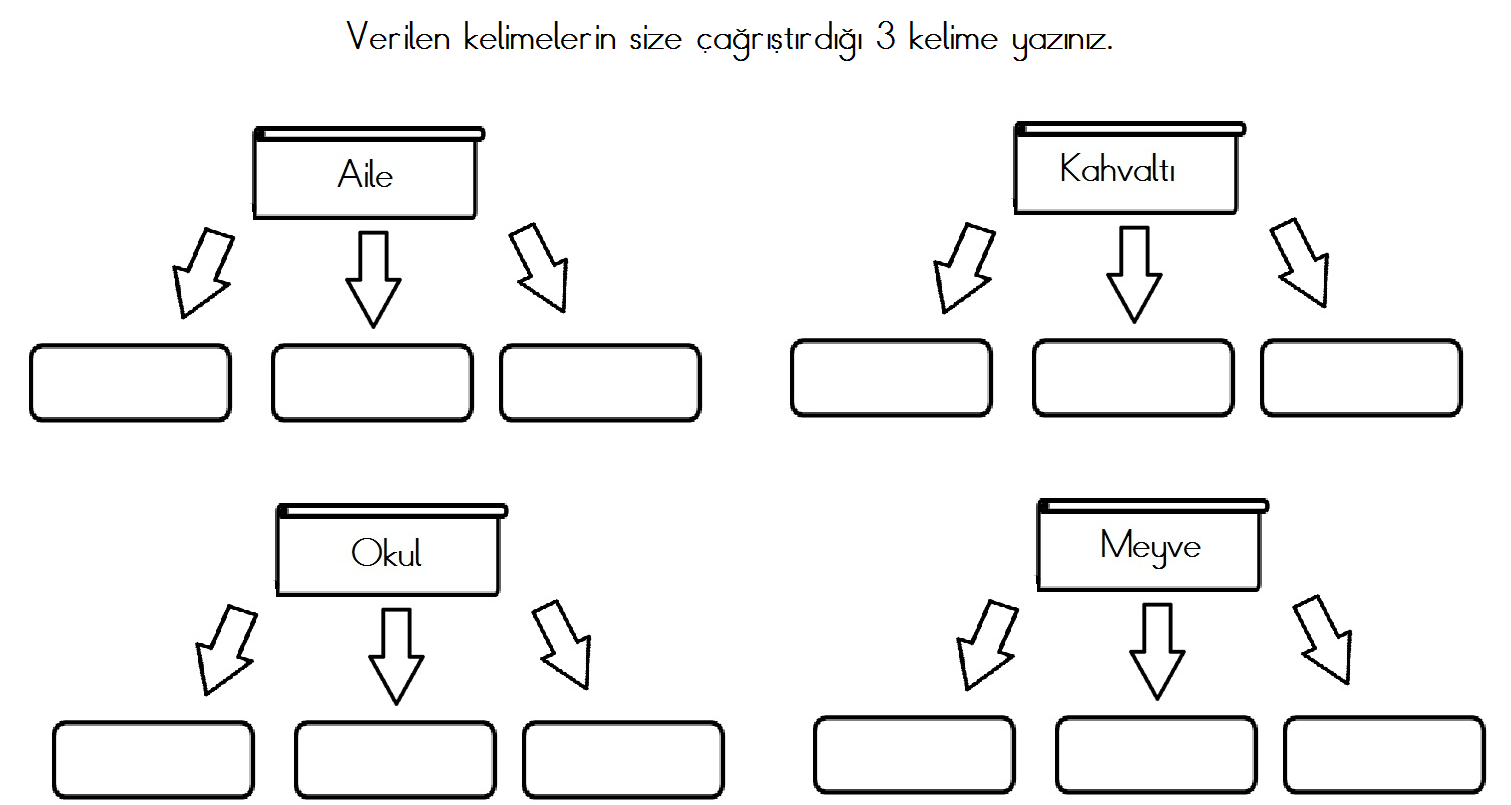 Verilen kelimelerin size çağrıştırdığı 3 kelime yazınız.
Aile
Kahvaltı
Okul
Meyve